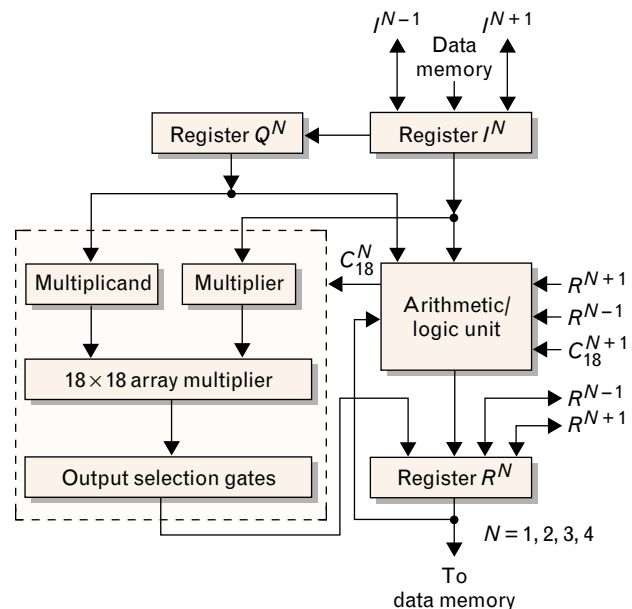 I^{N−1}
I^{N+1}
Data
memory
Register Q^N
Register I^N
C_{18}^N
Multiplicand
Multiplier
Arithmetic/
logic unit
R^{N+1}
R^{N−1}
C_{18}^{N+1}
18 × 18 array multiplier
R^{N−1}
R^{N+1}
Output selection gates
Register R^N
N = 1, 2, 3, 4
To
data memory